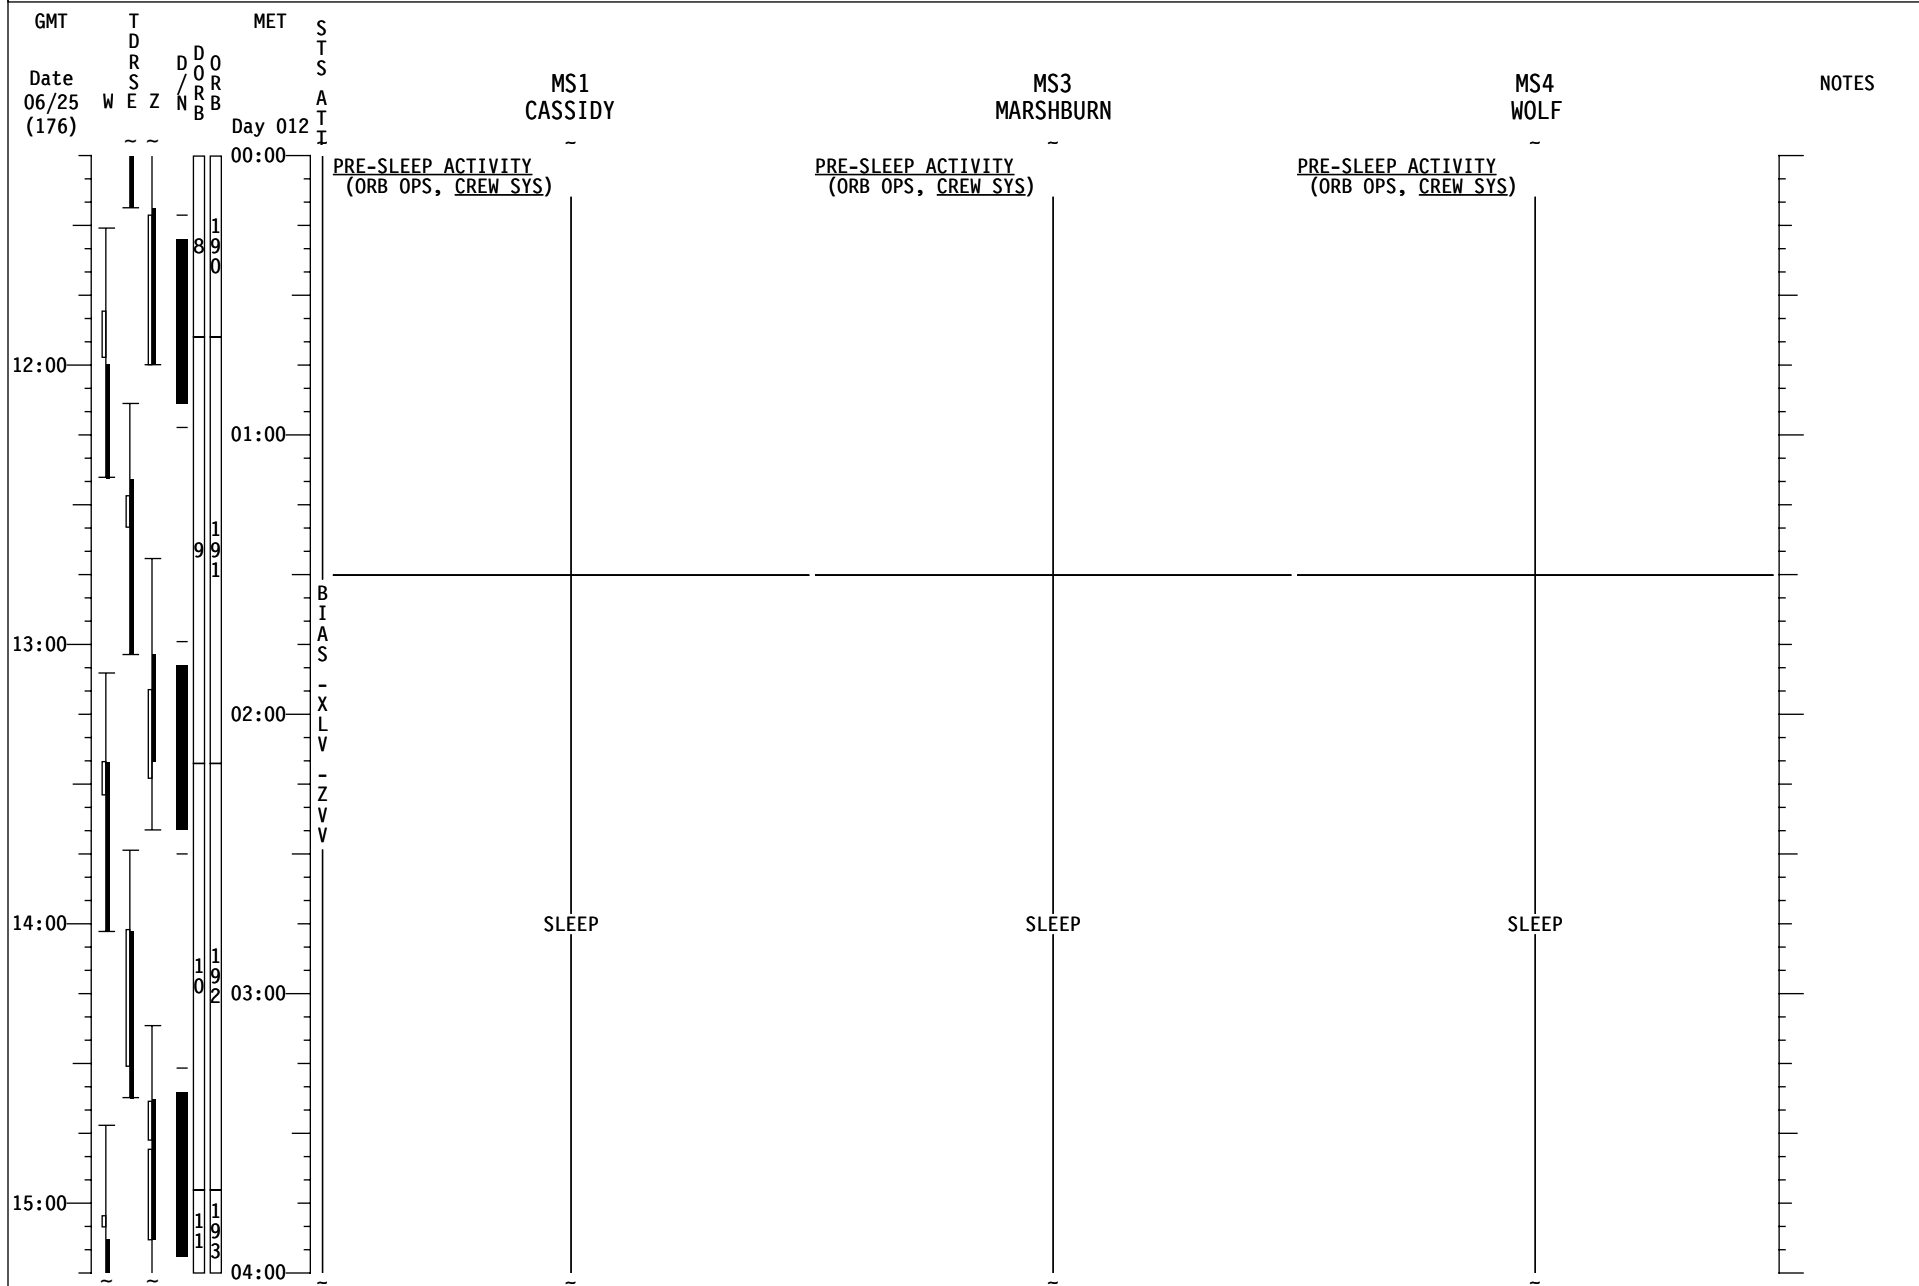 GMT
TDRS
MET
STS ATT
Date
06/25
(176)
W E Z
D/N
DORB
ORB
Day 012
MS1
CASSIDY
MS3
MARSHBURN
MS4
WOLF
NOTES
~ ~ ~ ~ ~
00:00
PRE-SLEEP ACTIVITY
(ORB OPS, CREW SYS)
PRE-SLEEP ACTIVITY
(ORB OPS, CREW SYS)
PRE-SLEEP ACTIVITY
(ORB OPS, CREW SYS)
8
190
12:00
01:00
9
191
BIAS -XLV -ZVV
13:00
02:00
14:00
SLEEP
SLEEP
SLEEP
10
192
03:00
15:00
11
193
04:00
~ ~ ~ ~ ~ ~